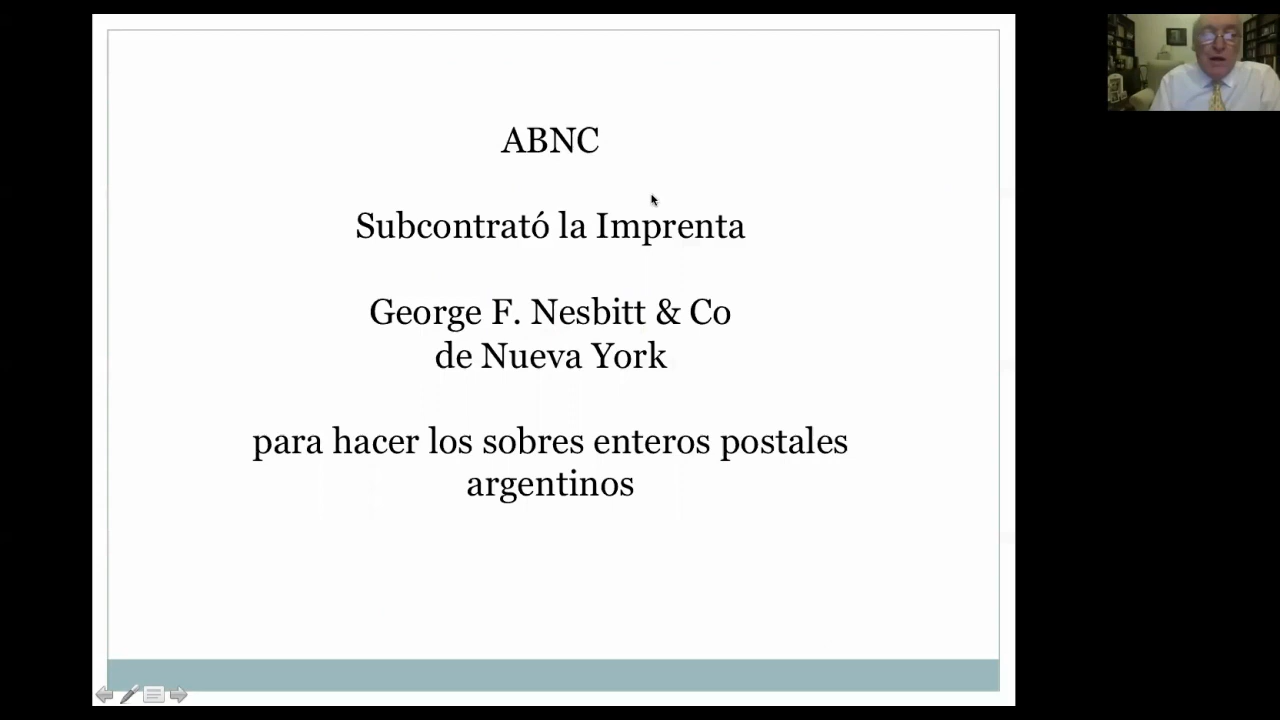 ABNC
Subcontrató la Imprenta
George F. Nesbitt & Co
de Nueva York
para hacer los sobres enteros postales
argentinos